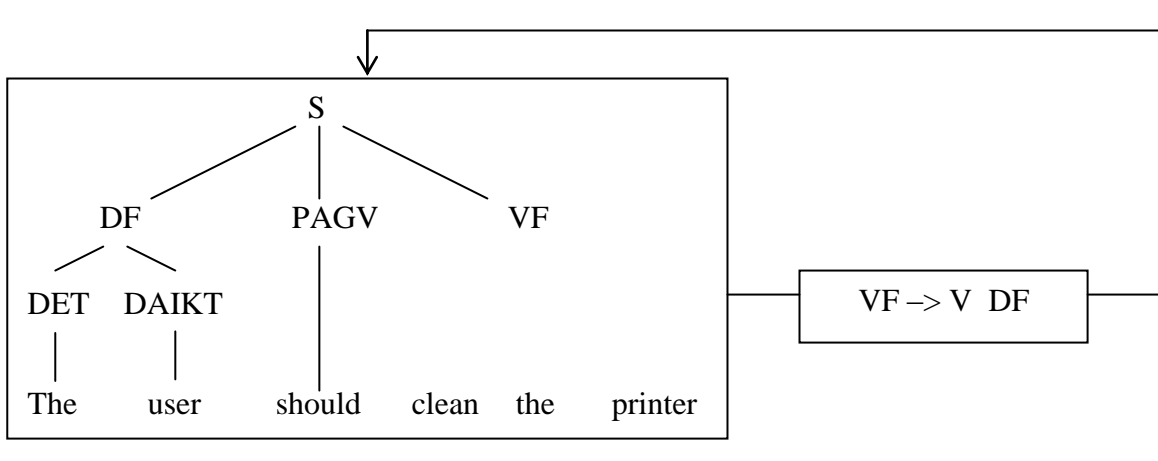 S
DF PAGV VF
DET DAIKT
VF –> V DF
The user should clean the printer